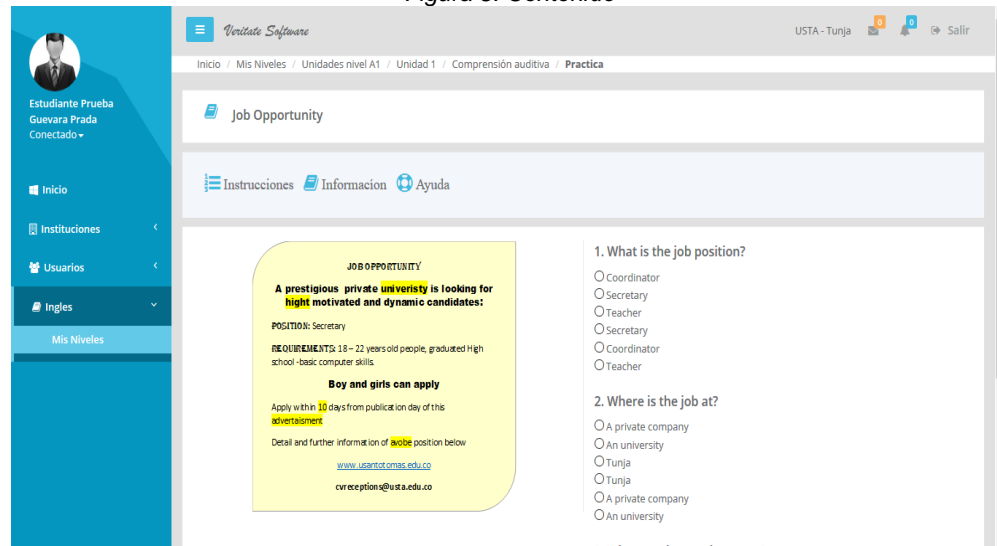 Figura 3. Contenido
Veritate Software
USTA - Tunja 0 0 Salir
Inicio / Mis Niveles / Unidades nivel A1 / Unidad 1 / Comprensión auditiva / Practica
Estudiante Prueba
Guevara Prada
Conectado
Inicio
Instituciones
Usuarios
Ingles
Mis Niveles
Job Opportunity
Instrucciones Informacion Ayuda
JOB OPPORTUNITY
A prestigious private univeristy is looking for
hight motivated and dynamic candidates:
POSITION: Secretary
REQUIREMENTS: 18 – 22 years old people, graduated High
school -basic computer skills.
Boy and girls can apply
Apply within 10 days from publication day of this
advertaisment
Detail and further information of avobe position below
www.usantotomas.edu.co
cvreceptions@usta.edu.co
1. What is the job position?
Coordinator
Secretary
Teacher
Secretary
Coordinator
Teacher
2. Where is the job at?
A private company
An university
Tunja
Tunja
A private company
An university